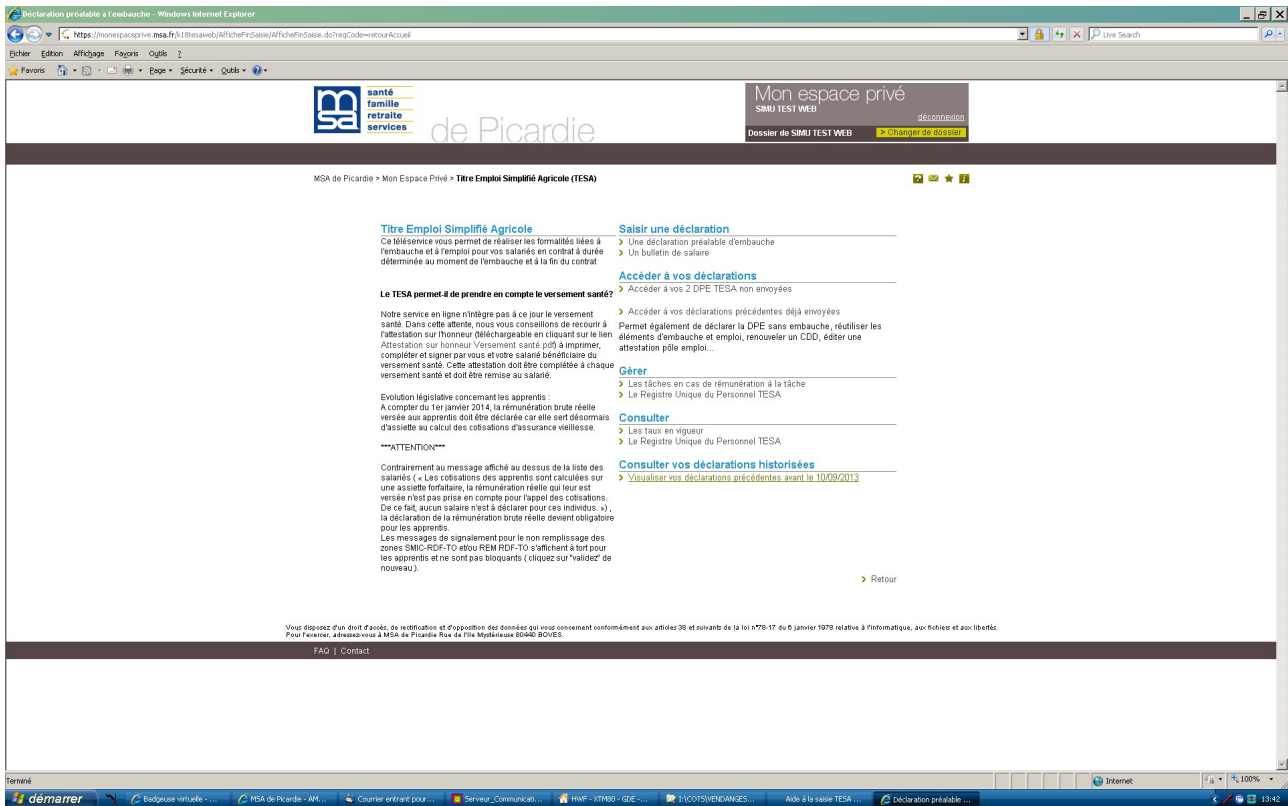 Déclaration préalable à l'embauche - Windows Internet Explorer
https://monespaceprive.msa.fr/k18tesaweb/AfficheFinSaisie/AfficheFinSaisie.do?reqCode=retourAccueil
Live Search
Fichier Edition Affichage Favoris Outils ?
Favoris Page Sécurité Outils
msa
santé
famille
retraite
services
de Picardie
Mon espace privé
SIMU TEST WEB
déconnexion
Dossier de SIMU TEST WEB > Changer de dossier
MSA de Picardie > Mon Espace Privé > Titre Emploi Simplifié Agricole (TESA)
Titre Emploi Simplifié Agricole
Ce téléservice vous permet de réaliser les formalités liées à
l'embauche et à l'emploi pour vos salariés en contrat à durée
déterminée au moment de l'embauche et à la fin du contrat
Le TESA permet-il de prendre en compte le versement santé?
Notre service en ligne n'intègre pas à ce jour le versement
santé. Dans cette attente, nous vous conseillons de recourir à
l'attestation sur l'honneur (téléchargeable en cliquant sur le lien
Attestation sur honneur Versement santé.pdf) à imprimer,
compléter et signer par vous et votre salarié bénéficiaire du
versement santé. Cette attestation doit être complétée à chaque
versement santé et doit être remise au salarié.
Evolution législative concernant les apprentis :
A compter du 1er janvier 2014, la rémunération brute réelle
versée aux apprentis doit être déclarée car elle sert désormais
d'assiette au calcul des cotisations d'assurance vieillesse.
***ATTENTION***
Contrairement au message affiché au dessus de la liste des
salariés ( « Les cotisations des apprentis sont calculées sur
une assiette forfaitaire, la rémunération réelle qui leur est
versée n'est pas prise en compte pour l'appel des cotisations.
De ce fait, aucun salaire n'est à déclarer pour ces individus. ») ,
la déclaration de la rémunération brute réelle devient obligatoire
pour les apprentis.
Les messages de signalement pour le non remplissage des
zones SMIC-RDF-TO et/ou REM RDF-TO s'affichent à tort pour
les apprentis et ne sont pas bloquants ( cliquez sur "validez" de
nouveau ).
Saisir une déclaration
> Une déclaration préalable d'embauche
> Un bulletin de salaire
Accéder à vos déclarations
> Accéder à vos 2 DPE TESA non envoyées
> Accéder à vos déclarations précédentes déjà envoyées
Permet également de déclarer la DPE sans embauche, réutiliser les
éléments d'embauche et emploi, renouveler un CDD, éditer une
attestation pôle emploi...
Gérer
> Les tâches en cas de rémunération à la tâche
> Le Registre Unique du Personnel TESA
Consulter
> Les taux en vigueur
> Le Registre Unique du Personnel TESA
Consulter vos déclarations historisées
> Visualiser vos déclarations précédentes avant le 10/09/2013
> Retour
Vous disposez d'un droit d'accès, de rectification et d'opposition des données qui vous concernent conformément aux articles 38 et suivants de la loi n°78-17 du 6 janvier 1978 relative à l'informatique, aux fichiers et aux libertés.
Pour l'exercer, adressez-vous à MSA de Picardie Rue de l'Ile Mystérieuse 80440 BOVES.
FAQ | Contact
Terminé Internet 100%
démarrer Badgeuse virtuelle - ... MSA de Picardie - AM... Courrier entrant pour... Serveur_Communicati... HWF - XTM80 - GDE -... I:\COTS\VENDANGES... Aide à la saisie TESA ... Déclaration préalable ... 13:42